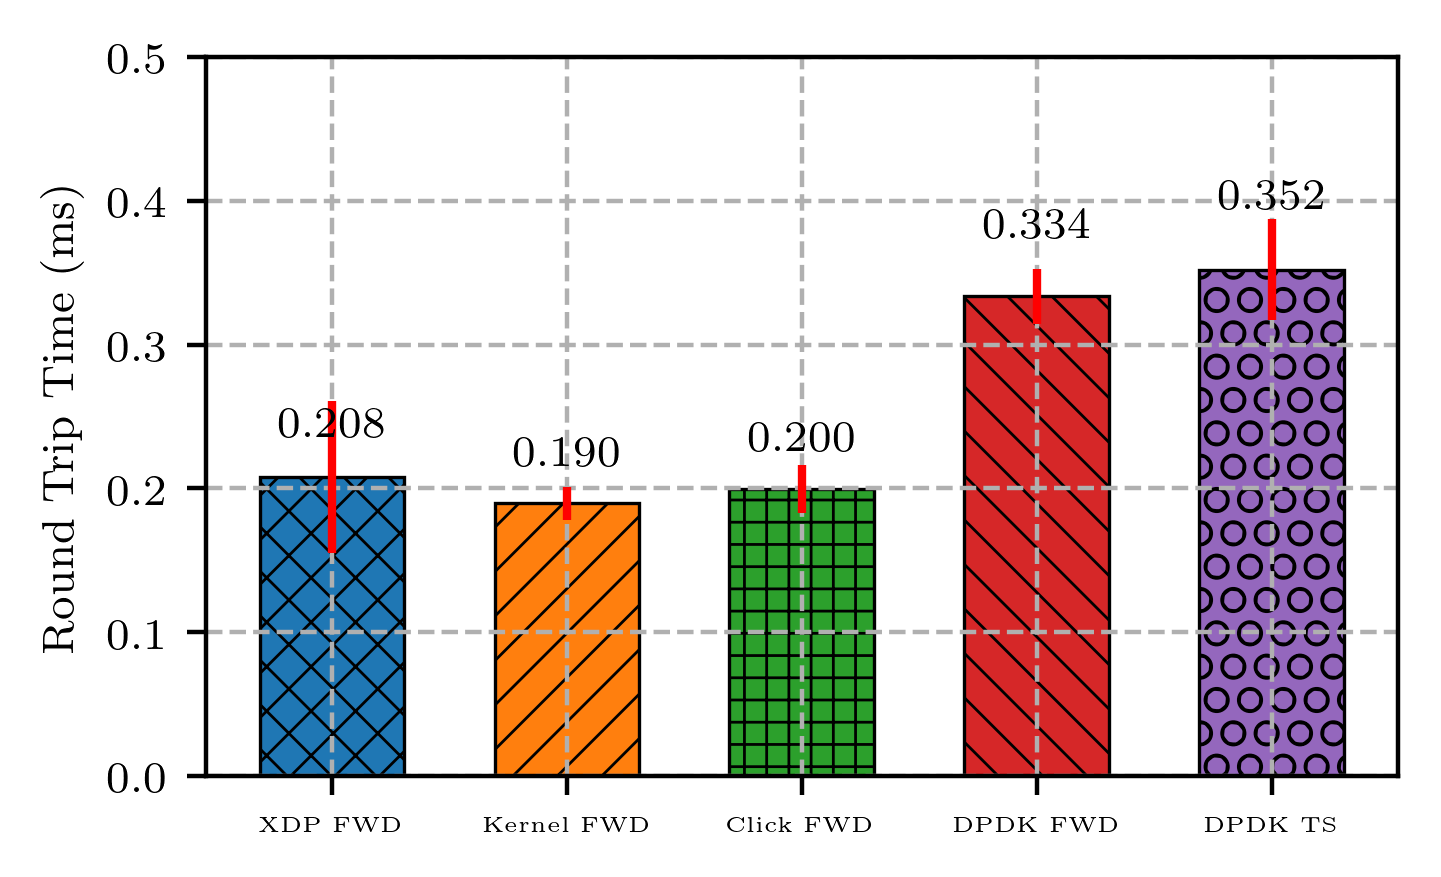 Round Trip Time (ms)
0.5
0.4
0.3
0.2
0.1
0.0
0.208
0.190
0.200
0.334
0.352
XDP FWD
Kernel FWD
Click FWD
DPDK FWD
DPDK TS